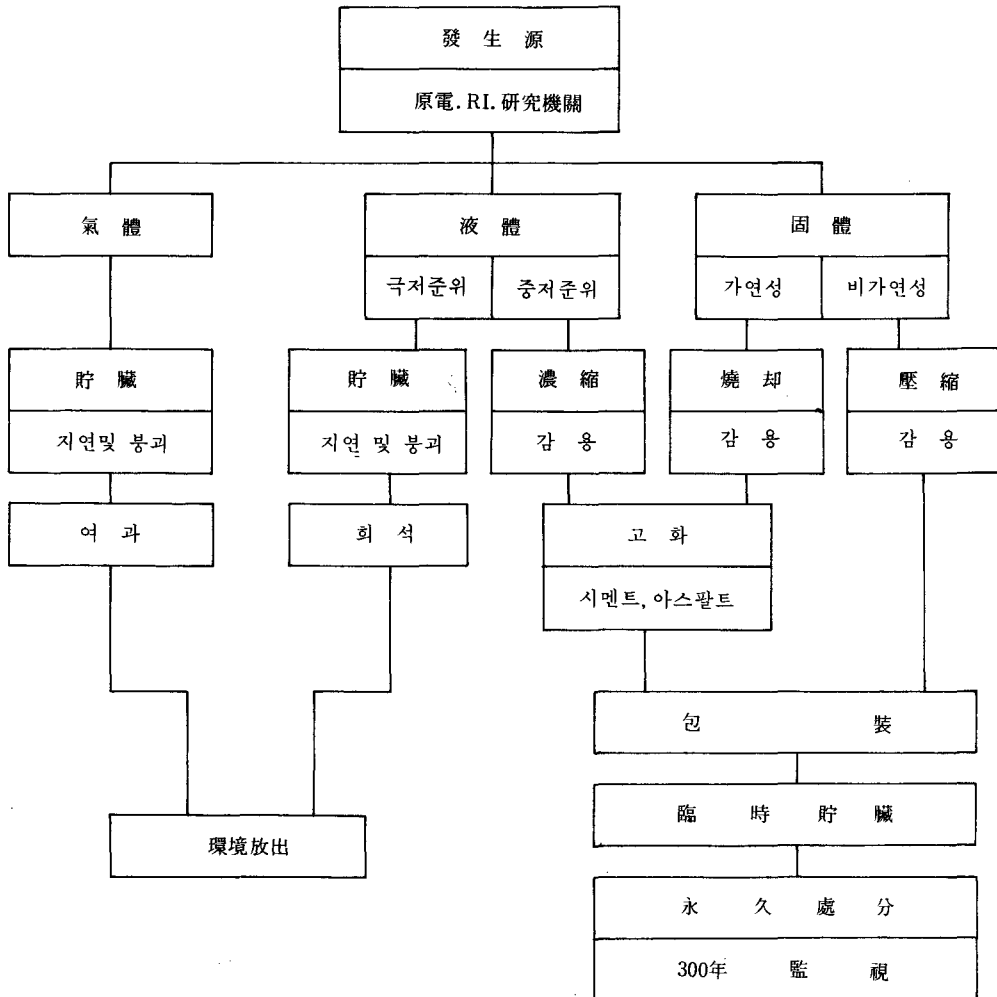 發 生 源
原電. RI. 研究機關
氣 體
液 體
固 體
극저준위
중저준위
가연성
비가연성
貯 臟
貯 臟
濃 縮
燒 却
壓 縮
지연및 붕괴
지연 및 붕괴
감 용
감 용
감 용
여 과
희 석
고 화
시멘트, 아스팔트
包 裝
臨 時 貯 臟
環境放出
永 久 處 分
300年 監 視